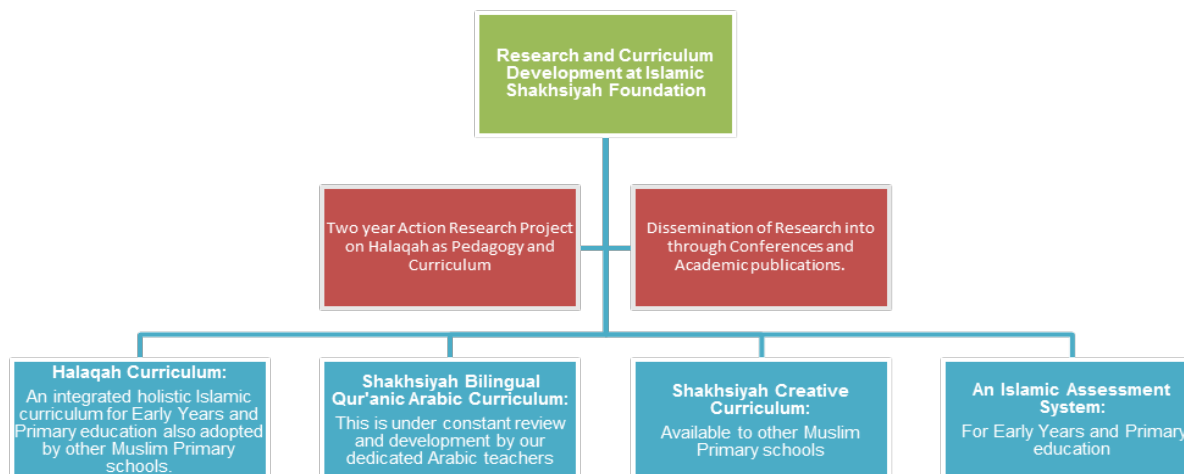 Research and Curriculum
Development at Islamic
Shakhsiyah Foundation
Two year Action Research Project
on Halaqah as Pedagogy and
Curriculum
Dissemination of Research into
through Conferences and
Academic publications.
Halaqah Curriculum:
An integrated holistic Islamic
curriculum for Early Years and
Primary education also adopted
by other Muslim Primary
schools.
Shakhsiyah Bilingual
Qur'anic Arabic Curriculum:
This is under constant review
and development by our
dedicated Arabic teachers
Shakhsiyah Creative
Curriculum:
Available to other Muslim
Primary schools
An Islamic Assessment
System:
For Early Years and Primary
education